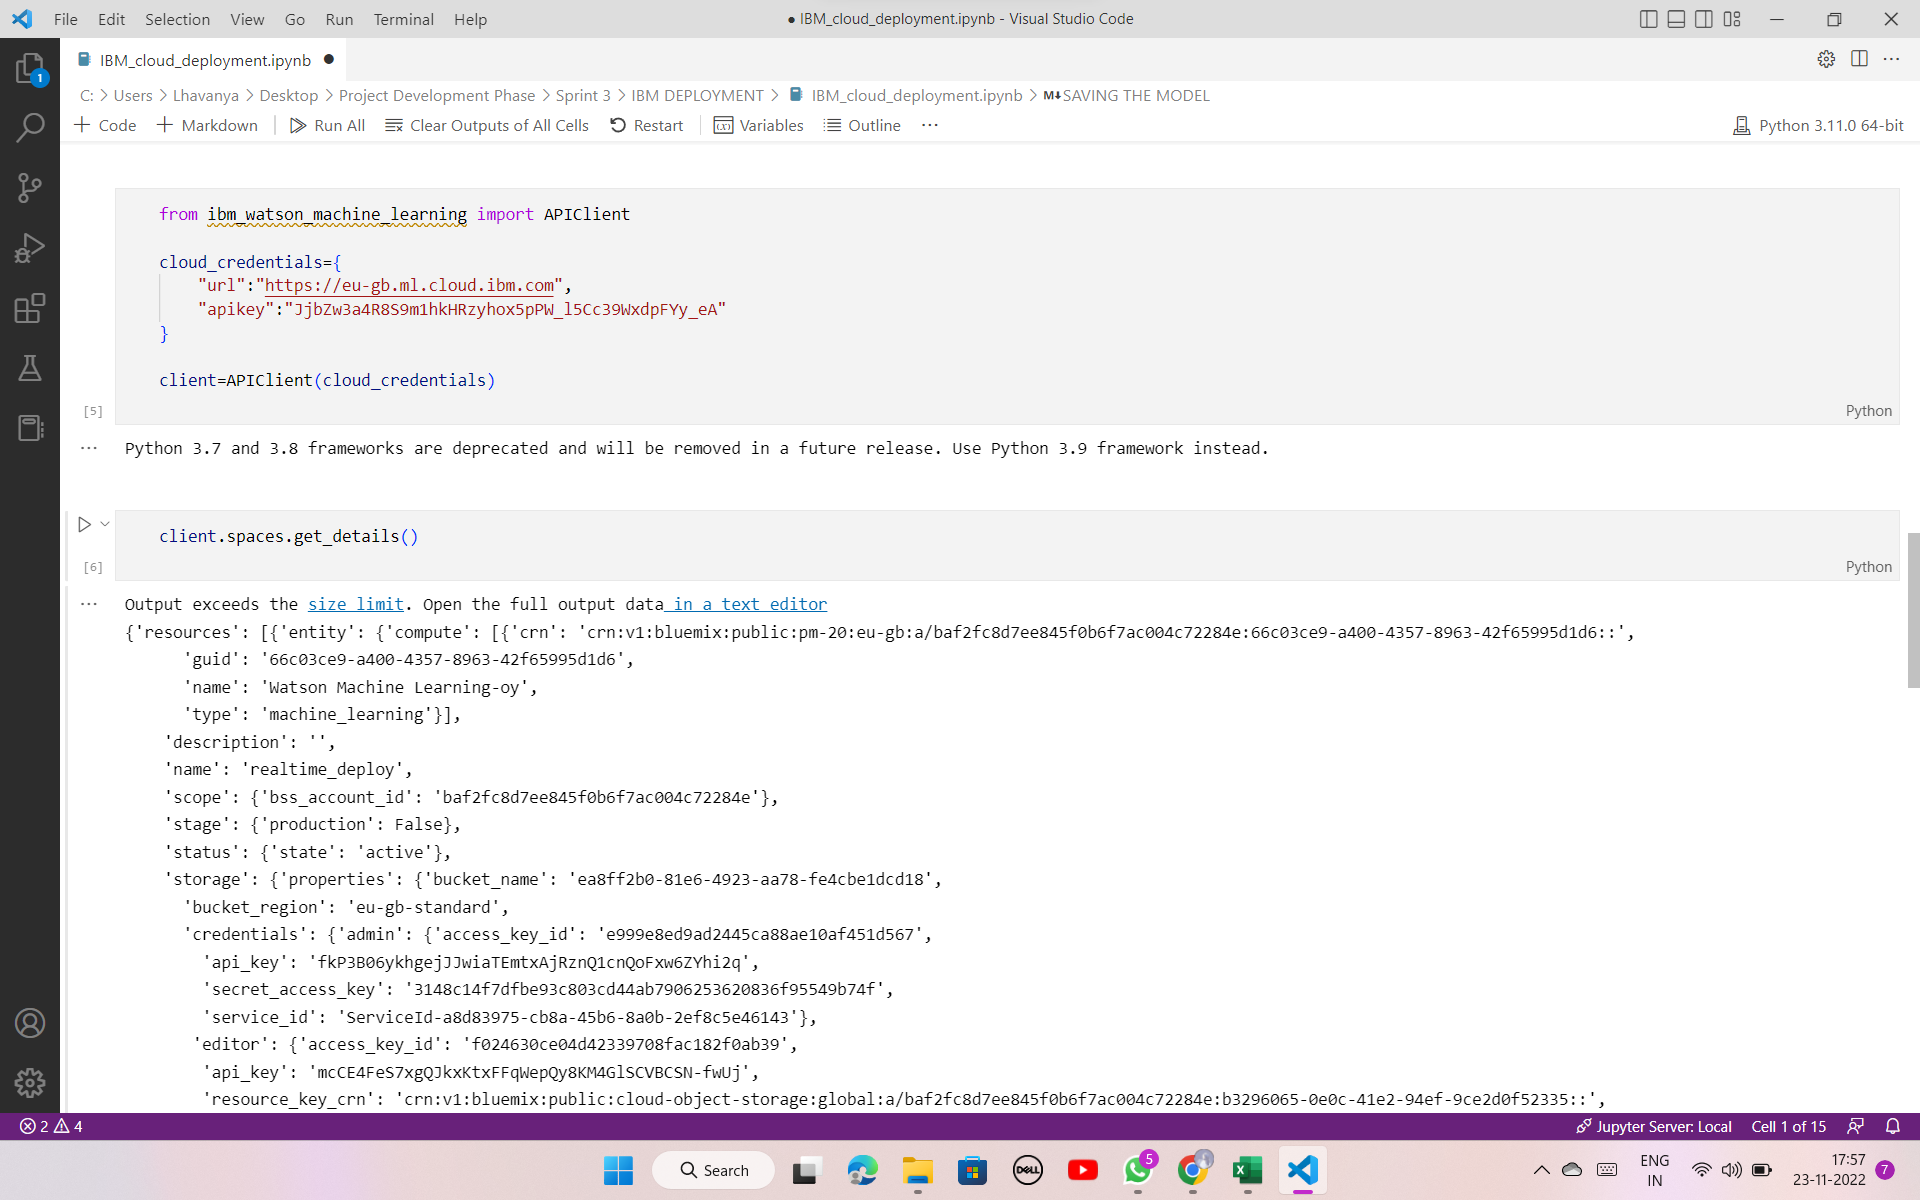 File Edit Selection View Go Run Terminal Help ● IBM_cloud_deployment.ipynb - Visual Studio Code
IBM_cloud_deployment.ipynb ●
C: > Users > Lhavanya > Desktop > Project Development Phase > Sprint 3 > IBM DEPLOYMENT > IBM_cloud_deployment.ipynb > M↓SAVING THE MODEL
+ Code + Markdown | Run All Clear Outputs of All Cells Restart | Variables Outline ··· Python 3.11.0 64-bit
1
from ibm_watson_machine_learning import APIClient
cloud_credentials={
"url":"https://eu-gb.ml.cloud.ibm.com",
"apikey":"JjbZw3a4R8S9m1hkHRzyhox5pPW_l5Cc39WxdpFYy_eA"
}
client=APIClient(cloud_credentials)
[5] Python
··· Python 3.7 and 3.8 frameworks are deprecated and will be removed in a future release. Use Python 3.9 framework instead.
client.spaces.get_details()
[6] Python
··· Output exceeds the size limit. Open the full output data in a text editor
{'resources': [{'entity': {'compute': [{'crn': 'crn:v1:bluemix:public:pm-20:eu-gb:a/baf2fc8d7ee845f0b6f7ac004c72284e:66c03ce9-a400-4357-8963-42f65995d1d6::',
'guid': '66c03ce9-a400-4357-8963-42f65995d1d6',
'name': 'Watson Machine Learning-oy',
'type': 'machine_learning'}],
'description': '',
'name': 'realtime_deploy',
'scope': {'bss_account_id': 'baf2fc8d7ee845f0b6f7ac004c72284e'},
'stage': {'production': False},
'status': {'state': 'active'},
'storage': {'properties': {'bucket_name': 'ea8ff2b0-81e6-4923-aa78-fe4cbe1dcd18',
'bucket_region': 'eu-gb-standard',
'credentials': {'admin': {'access_key_id': 'e999e8ed9ad2445ca88ae10af451d567',
'api_key': 'fkP3B06ykhgejJJwiaTEmtxAjRznQ1cnQoFxw6ZYhi2q',
'secret_access_key': '3148c14f7dfbe93c803cd44ab7906253620836f95549b74f',
'service_id': 'ServiceId-a8d83975-cb8a-45b6-8a0b-2ef8c5e46143'},
'editor': {'access_key_id': 'f024630ce04d42339708fac182f0ab39',
'api_key': 'mcCE4FeS7xgQJkxKtxFFqWepQy8KM4GlSCVBCSN-fwUj',
'resource_key_crn': 'crn:v1:bluemix:public:cloud-object-storage:global:a/baf2fc8d7ee845f0b6f7ac004c72284e:b3296065-0e0c-41e2-94ef-9ce2d0f52335::',
2 4 Jupyter Server: Local Cell 1 of 15
Search DELL 5 ENG 17:57
IN 23-11-2022 7